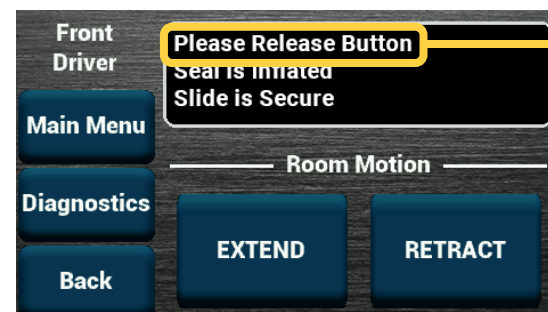 Front
Driver
Please Release Button
Seal is Inflated
Slide is Secure
Main Menu
Room Motion
Diagnostics
EXTEND
RETRACT
Back